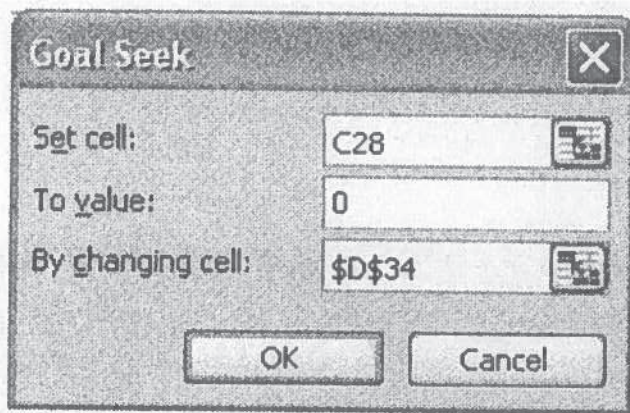 Goal Seek
Set cell: C28
To value: 0
By changing cell: $D$34
OK Cancel